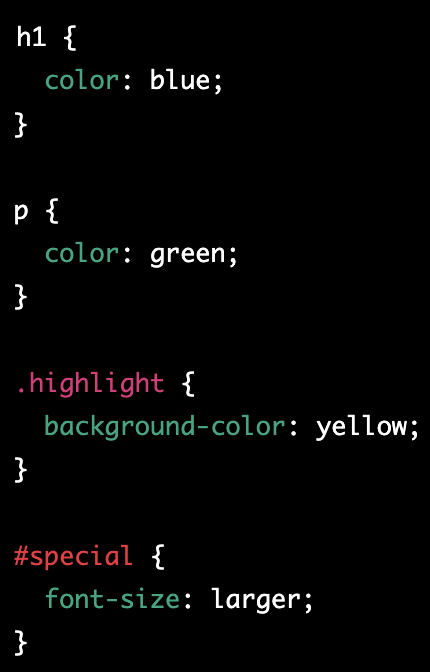 h1 {
  color: blue;
}

p {
  color: green;
}

.highlight {
  background-color: yellow;
}

#special {
  font-size: larger;
}